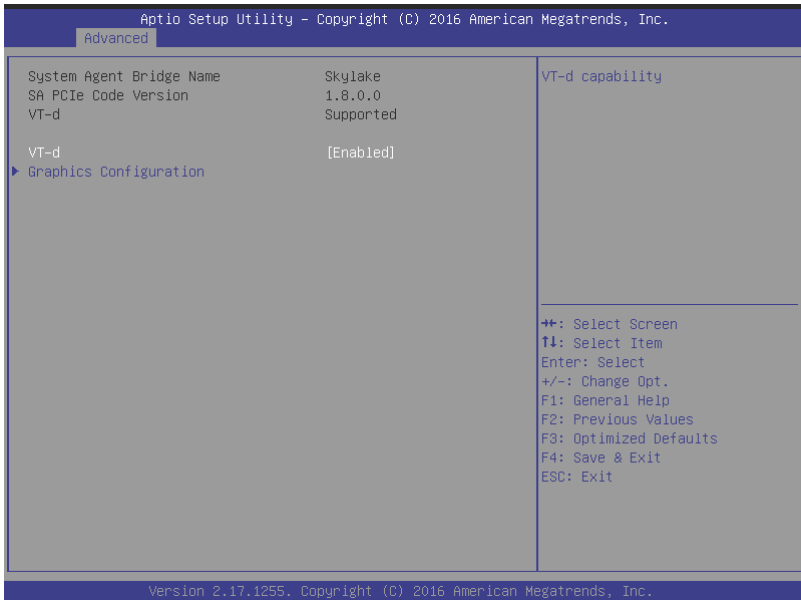 Aptio Setup Utility – Copyright (C) 2016 American Megatrends, Inc.
Advanced
System Agent Bridge Name Skylake
SA PCIe Code Version 1.8.0.0
VT-d Supported
VT-d [Enabled]
▶ Graphics Configuration
VT-d capability
→←: Select Screen
↑↓: Select Item
Enter: Select
+/-: Change Opt.
F1: General Help
F2: Previous Values
F3: Optimized Defaults
F4: Save & Exit
ESC: Exit
Version 2.17.1255. Copyright (C) 2016 American Megatrends, Inc.